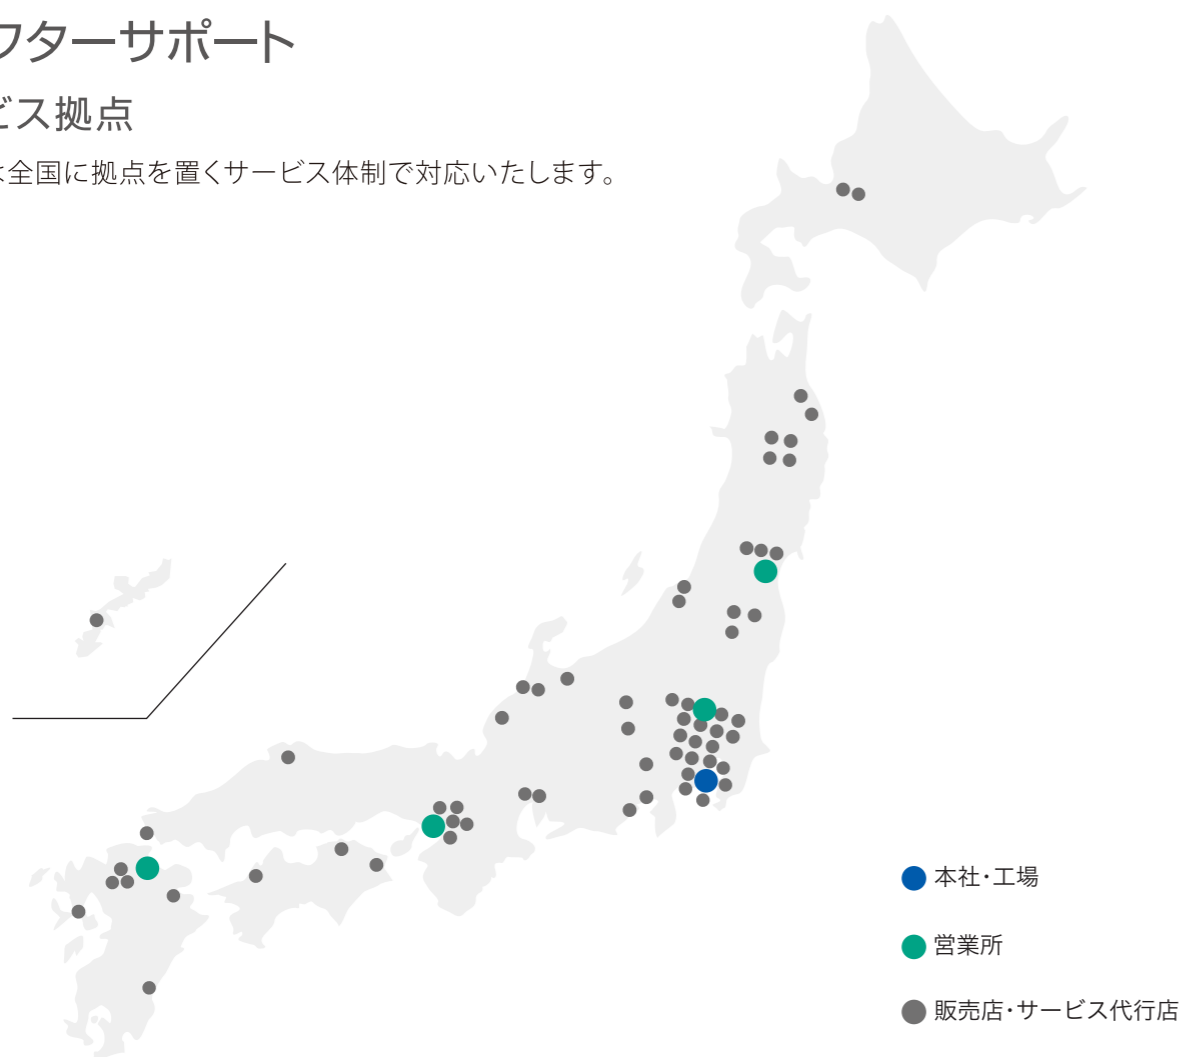 フターサポート
ビス拠点
は全国に拠点を置くサービス体制で対応いたします。
本社・工場
営業所
販売店・サービス代行店